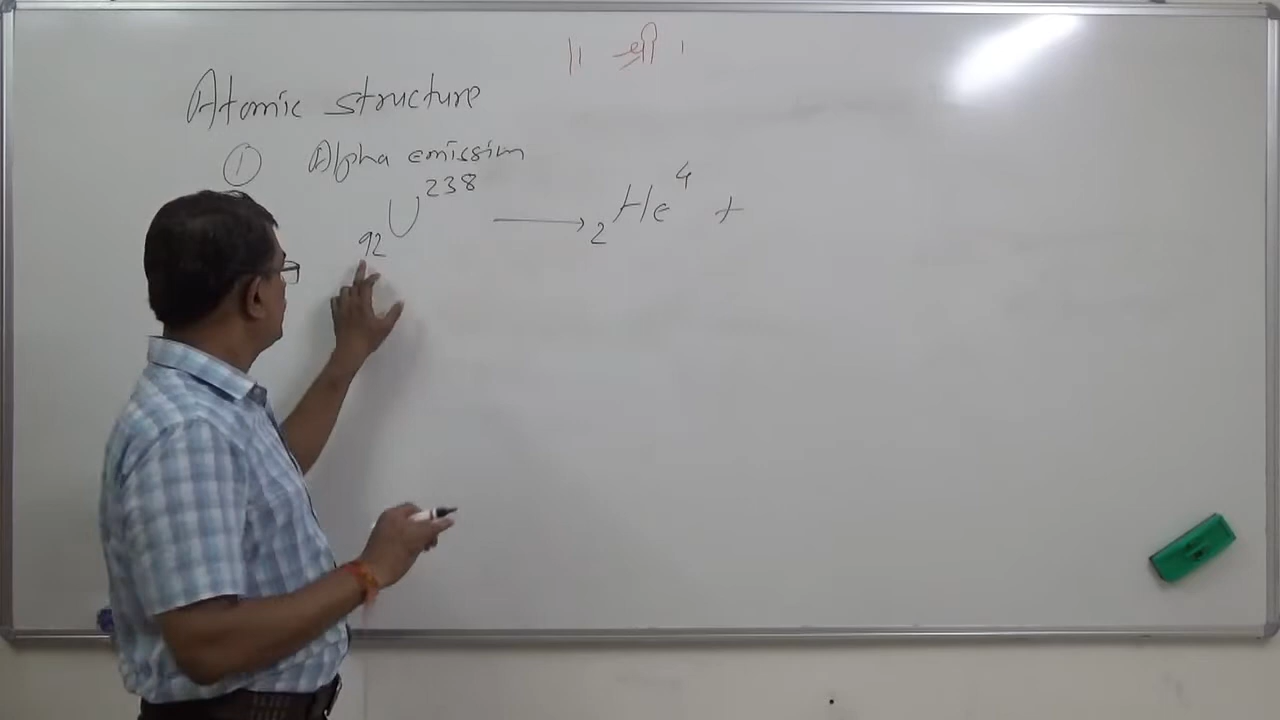 ॥ श्री ।
Atomic structure
① Alpha emission
₉₂U²³⁸ → ₂He⁴ +